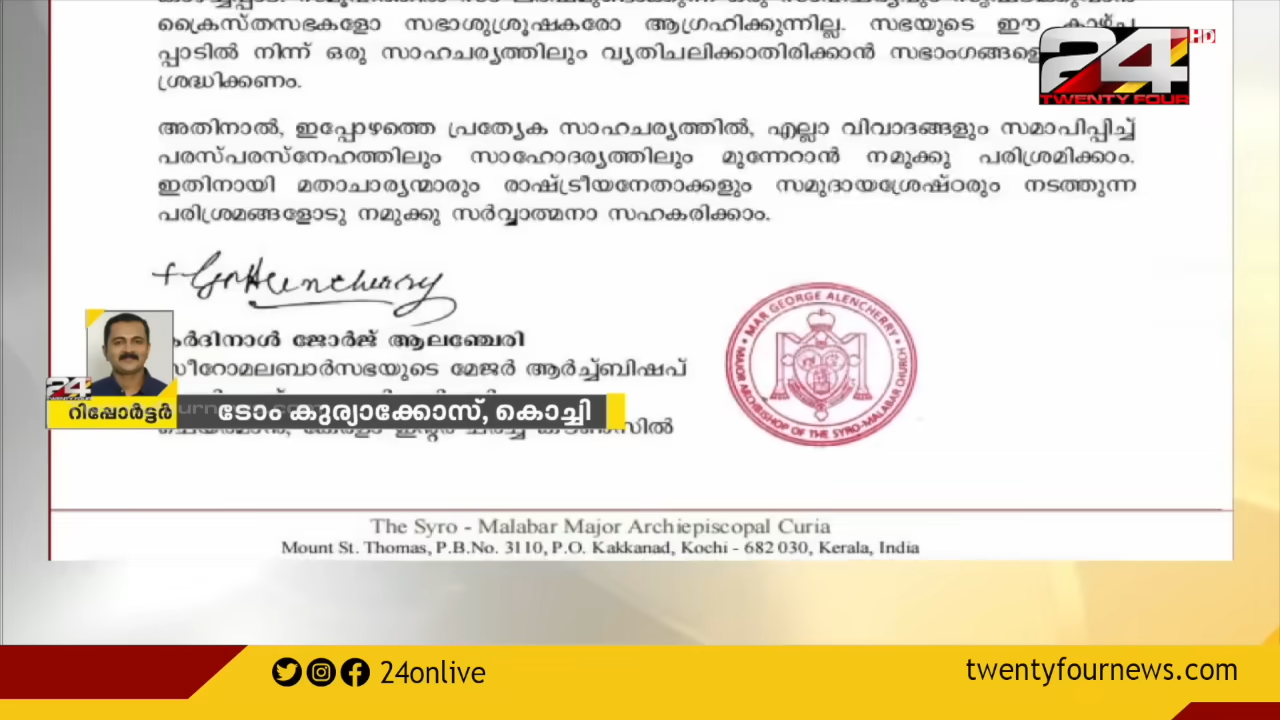 ക്രൈസ്തസഭകളോ സഭാശുശ്രൂഷകരോ ആഗ്രഹിക്കുന്നില്ല. സഭയുടെ ഈ കാഴ്ച
പ്പാടിൽ നിന്ന് ഒരു സാഹചര്യത്തിലും വ്യതിചലിക്കാതിരിക്കാൻ
ശ്രദ്ധിക്കണം.
24 HD
TWENTY FOUR
അതിനാൽ, ഇപ്പോഴത്തെ പ്രത്യേക സാഹചര്യത്തിൽ, എല്ലാ വിവാദങ്ങളും സമാപിപ്പിച്ച്
പരസ്പരസ്നേഹത്തിലും സാഹോദര്യത്തിലും മുന്നേറാൻ നമുക്കു പരിശ്രമിക്കാം.
ഇതിനായി മതാചാര്യന്മാരും രാഷ്ട്രീയനേതാക്കളും സമുദായശ്രേഷ്ഠരും നടത്തുന്ന
പരിശ്രമങ്ങളോടു നമുക്കു സർവ്വാത്മനാ സഹകരിക്കാം.
കർദിനാൾ ജോർജ് ആലഞ്ചേരി
സീറോമലബാർസഭയുടെ മേജർ ആർച്ച്ബിഷപ്
MAR GEORGE ALENCHERRY
MAJOR ARCHBISHOP OF THE SYRO-MALABAR CHURCH
24
റിപ്പോർട്ടർ
ടോം കുര്യാക്കോസ്, കൊച്ചി
The Syro - Malabar Major Archiepiscopal Curia
Mount St. Thomas, P.B.No. 3110, P.O. Kakkanad, Kochi - 682 030, Kerala, India
24onlive
twentyfournews.com